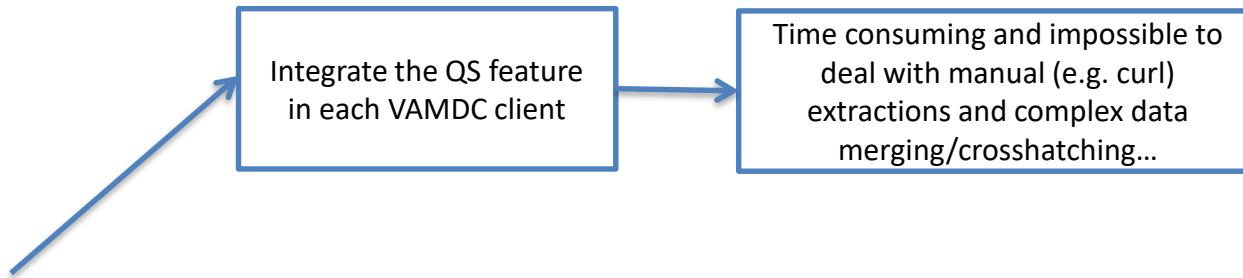 Integrate the QS feature
in each VAMDC client
Time consuming and impossible to
deal with manual (e.g. curl)
extractions and complex data
merging/crosshatching…